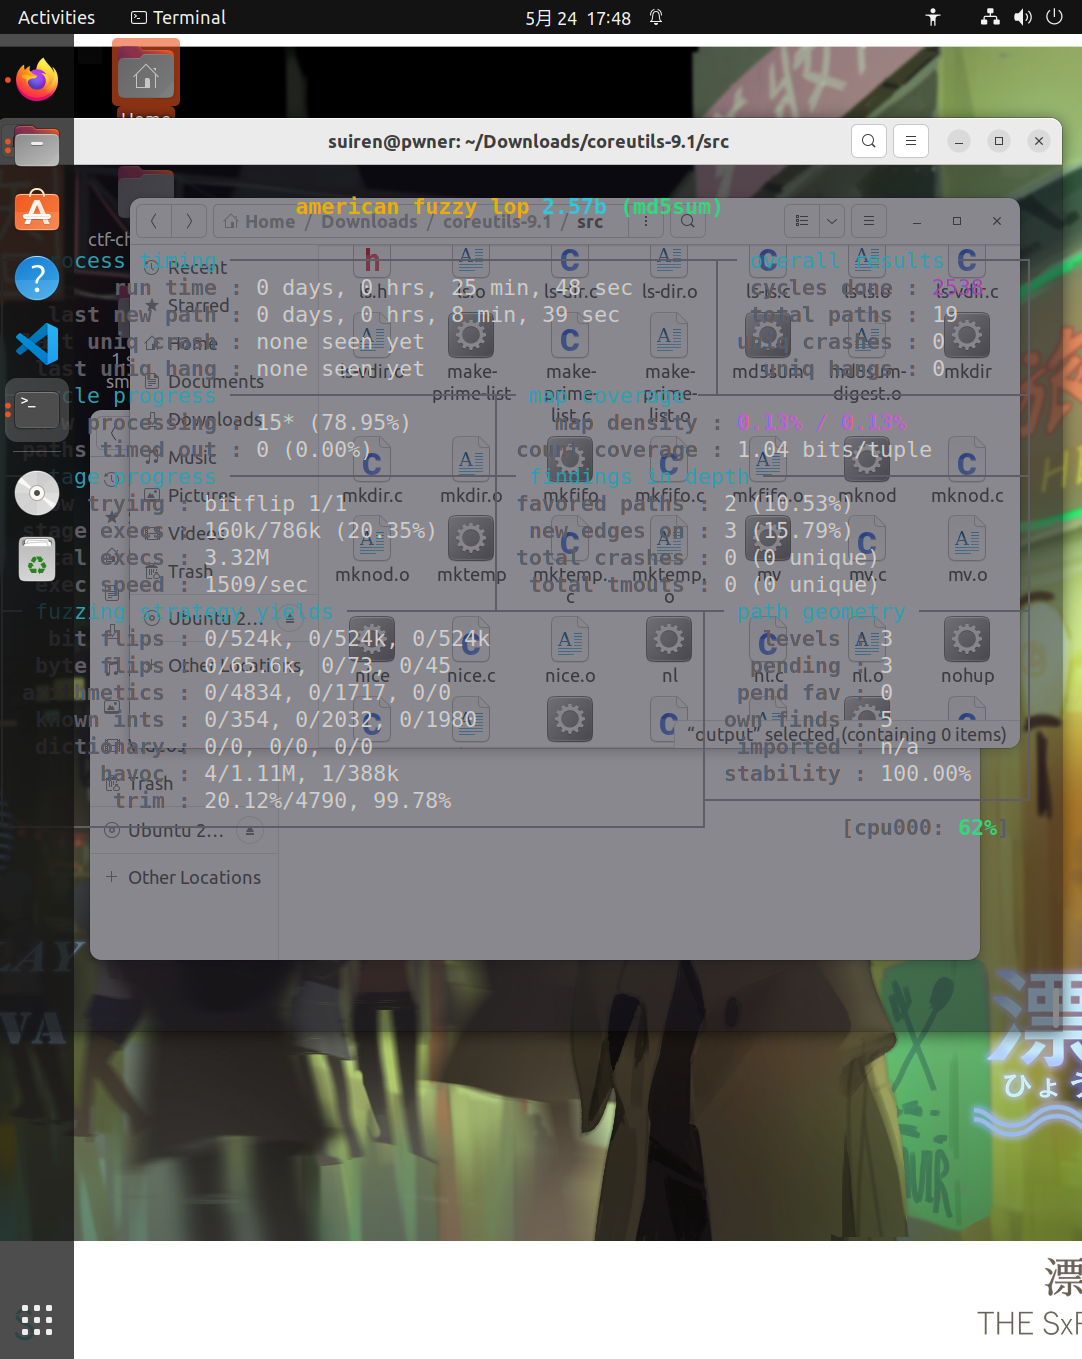 Activities
Terminal
5月 24 17:48
Home
suiren@pwner: ~/Downloads/coreutils-9.1/src
american fuzzy lop 2.57b (md5sum)
Home / Downloads / coreutils-9.1 / src
ctf-ch
process timing
overall results
run time : 0 days, 0 hrs, 25 min, 48 sec
cycles done : 2538
last new path : 0 days, 0 hrs, 8 min, 39 sec
total paths : 19
last uniq crash : none seen yet
uniq crashes : 0
last uniq hang : none seen yet
uniq hangs : 0
cycle progress
map coverage
now processing : 15* (78.95%)
map density : 0.13% / 0.13%
paths timed out : 0 (0.00%)
count coverage : 1.04 bits/tuple
stage progress
findings in depth
now trying : bitflip 1/1
favored paths : 2 (10.53%)
stage execs : 160k/786k (20.35%)
new edges on : 3 (15.79%)
total execs : 3.32M
total crashes : 0 (0 unique)
exec speed : 1509/sec
total tmouts : 0 (0 unique)
fuzzing strategy yields
path geometry
bit flips : 0/524k, 0/524k, 0/524k
levels : 3
byte flips : 0/65.6k, 0/73, 0/45
pending : 3
arithmetics : 0/4834, 0/1717, 0/0
pend fav : 0
known ints : 0/354, 0/2032, 0/1980
own finds : 5
dictionary : 0/0, 0/0, 0/0
imported : n/a
havoc : 4/1.11M, 1/388k
stability : 100.00%
trim : 20.12%/4790, 99.78%
[cpu000: 62%]
Recent
Starred
Home
Documents
Downloads
Music
Pictures
Videos
Trash
Ubuntu 2...
Other Locations
ls.h
ls.o
ls-dir.c
ls-dir.o
ls-ls.c
ls-ls.o
ls-vdir.c
ls-vdir.o
make-prime-list
make-prime-list.c
make-prime-list.o
md5sum
md5sum-digest.o
mkdir
mkdir.c
mkdir.o
mkfifo
mkfifo.c
mkfifo.o
mknod
mknod.c
mknod.o
mktemp
mktemp.c
mktemp.o
mv
mv.c
mv.o
nice
nice.c
nice.o
nl
nl.c
nl.o
nohup
“output” selected (containing 0 items)
Videos
Trash
Ubuntu 2...
Other Locations
漂
ひょう
漂
THE SxF